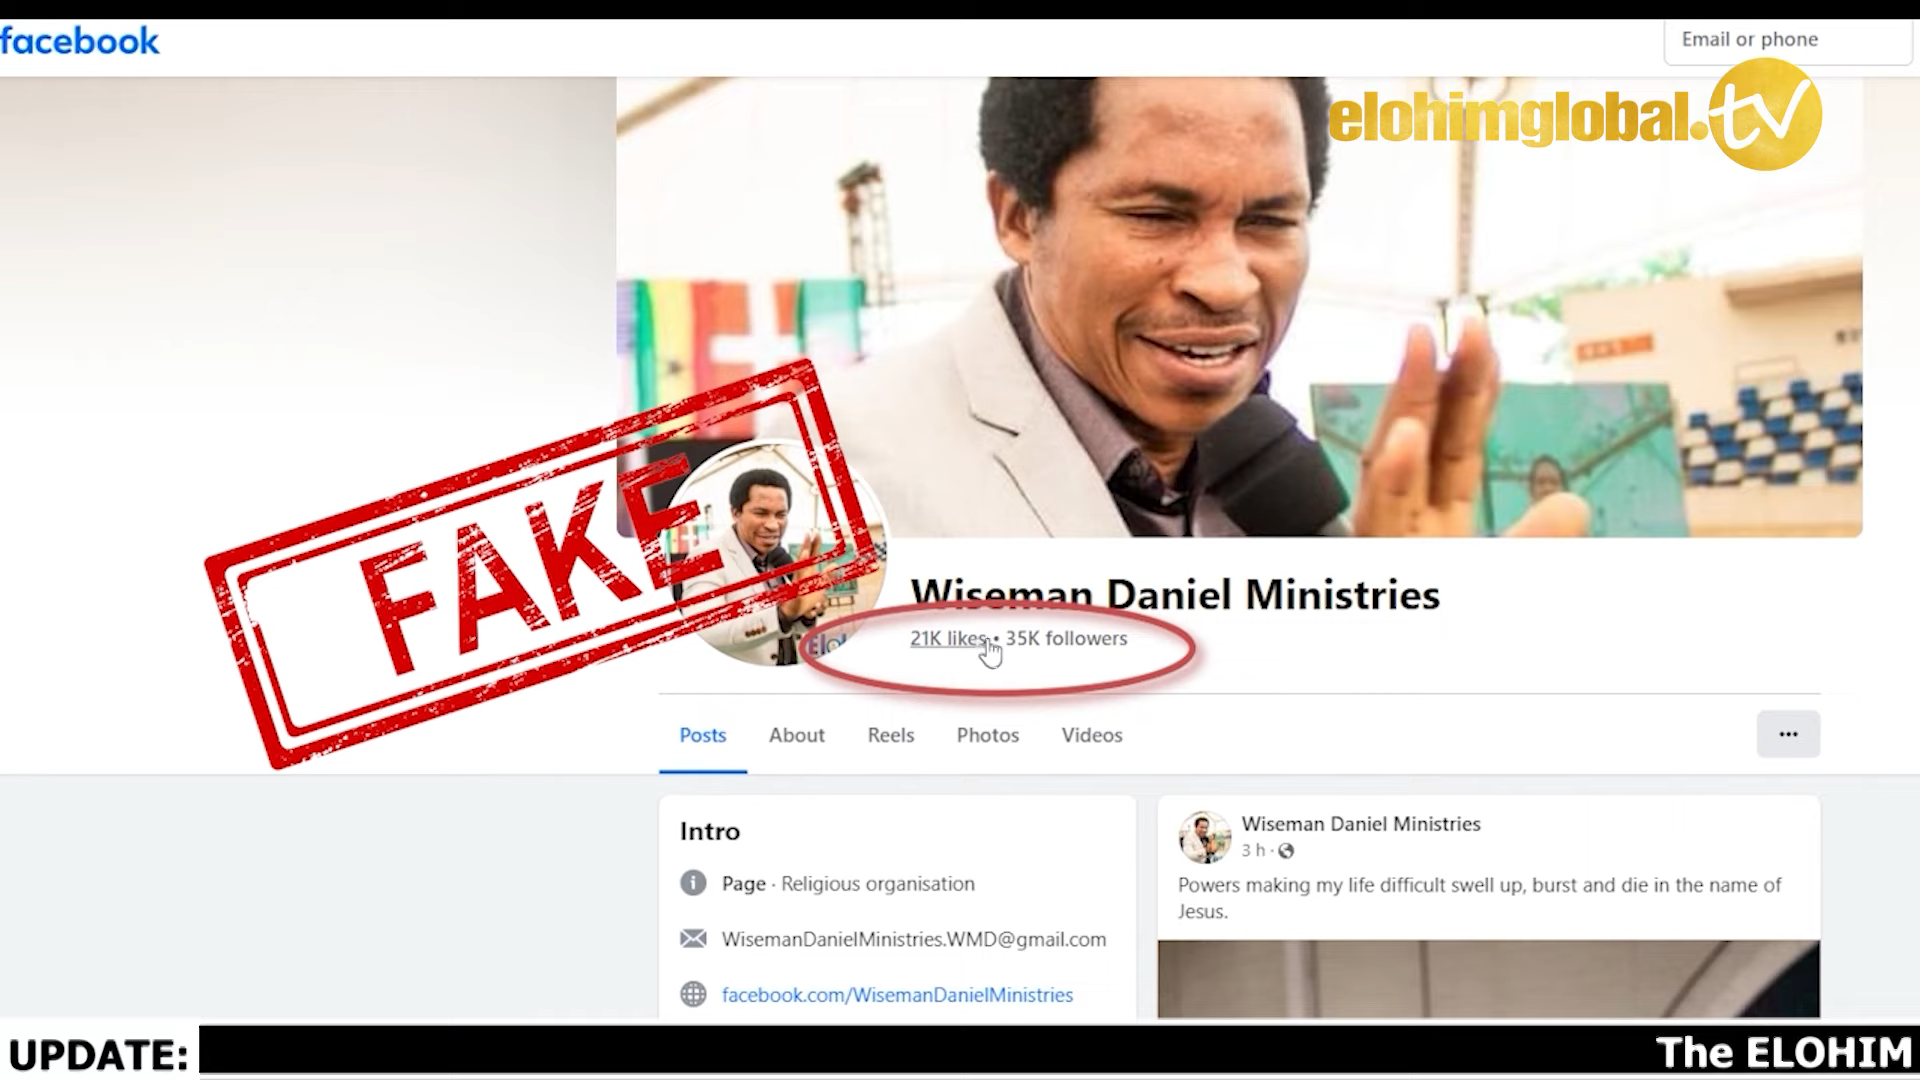 facebook
Email or phone
elohimglobal.tv
FAKE
Elo
Wiseman Daniel Ministries
21K likes • 35K followers
Posts
About
Reels
Photos
Videos
Intro
Page · Religious organisation
WisemanDanielMinistries.WMD@gmail.com
facebook.com/WisemanDanielMinistries
Wiseman Daniel Ministries
3 h ·
Powers making my life difficult swell up, burst and die in the name of
Jesus.
UPDATE:
The ELOHIM